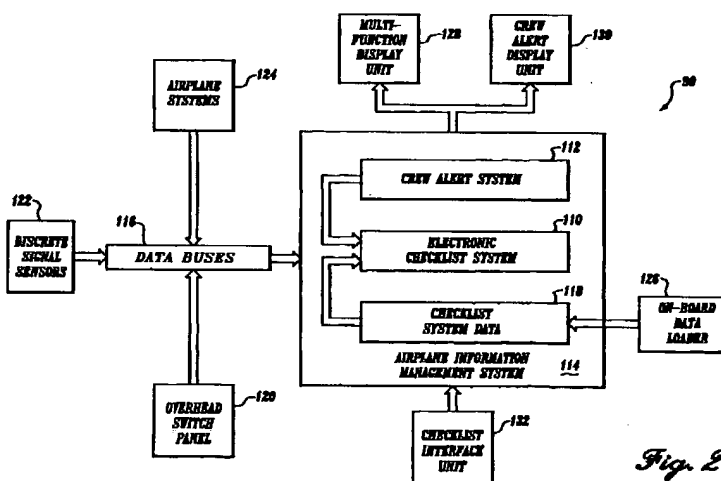 MULTI-
FUNCTION
DISPLAY
UNIT
128
CREW
ALERT
DISPLAY
UNIT
130
90
AIRPLANE
SYSTEMS
124
112
CREW ALERT SYSTEM
122
DISCRETE
SIGNAL
SENSORS
116
DATA BUSES
110
ELECTRONIC
CHECKLIST SYSTEM
118
CHECKLIST
SYSTEM DATA
126
ON-BOARD
DATA
LOADER
AIRPLANE INFORMATION
MANAGEMENT SYSTEM
114
OVERHEAD
SWITCH
PANEL
120
CHECKLIST
INTERFACE
UNIT
132
Fig. 2